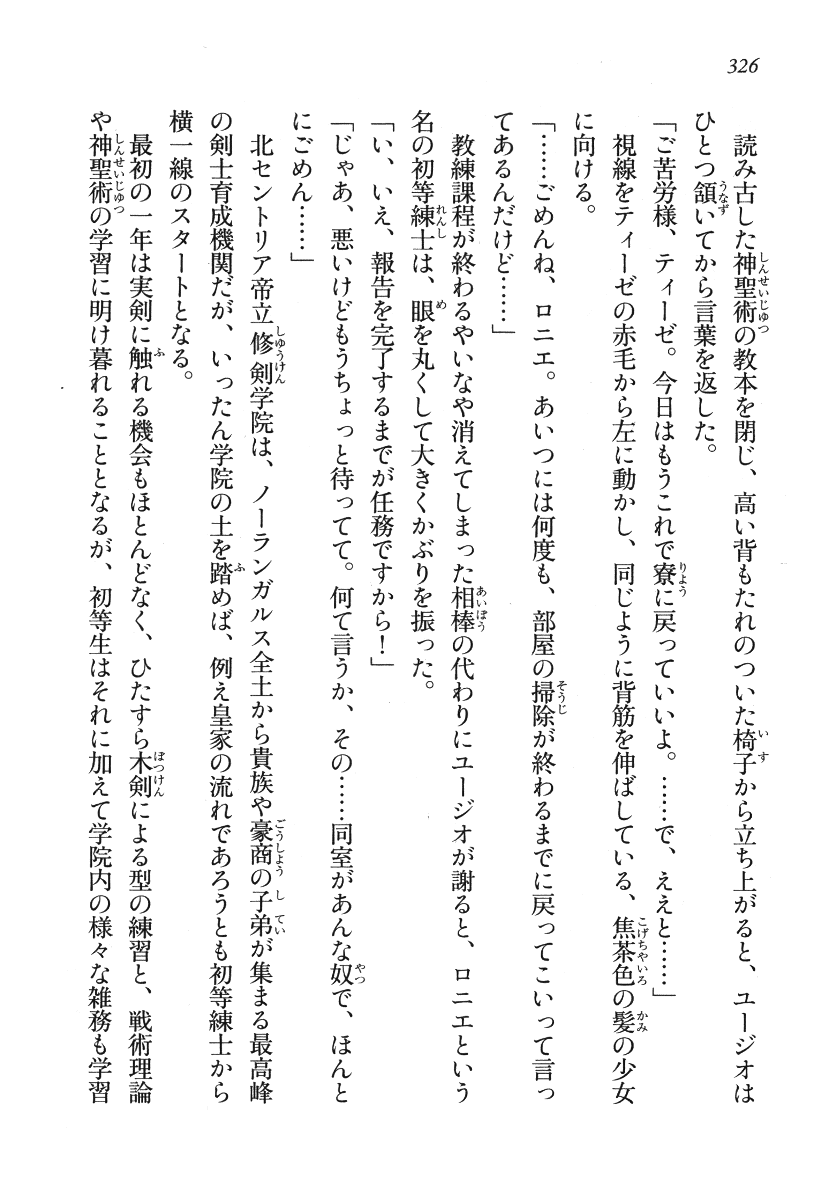 326
読み古した神聖術の教本を閉じ、高い背もたれのついた椅子から立ち上がると、ユージオは
ひとつ頷いてから言葉を返した。
「ご苦労様、ティーゼ。今日はもうこれで寮に戻っていいよ。……で、ええと……」
視線をティーゼの赤毛から左に動かし、同じように背筋を伸ばしている、焦茶色の髪の少女
に向ける。
「……ごめんね、ロニエ。あいつには何度も、部屋の掃除が終わるまでに戻ってこいって言っ
てあるんだけど……」
教練課程が終わるやいなや消えてしまった相棒の代わりにユージオが謝ると、ロニエという
名の初等練士は、眼を丸くして大きくかぶりを振った。
「い、いえ、報告を完了するまでが任務ですから！」
「じゃあ、悪いけどもうちょっと待ってて。何て言うか、その……同室があんな奴で、ほんと
にごめん……」
北セントリア帝立修剣学院は、ノーランガルス全土から貴族や豪商の子弟が集まる最高峰
の剣士育成機関だが、いったん学院の土を踏めば、例え皇家の流れであろうとも初等練士から
横一線のスタートとなる。
最初の一年は実剣に触れる機会もほとんどなく、ひたすら木剣による型の練習と、戦術理論
や神聖術の学習に明け暮れることとなるが、初等生はそれに加えて学院内の様々な雑務も学習